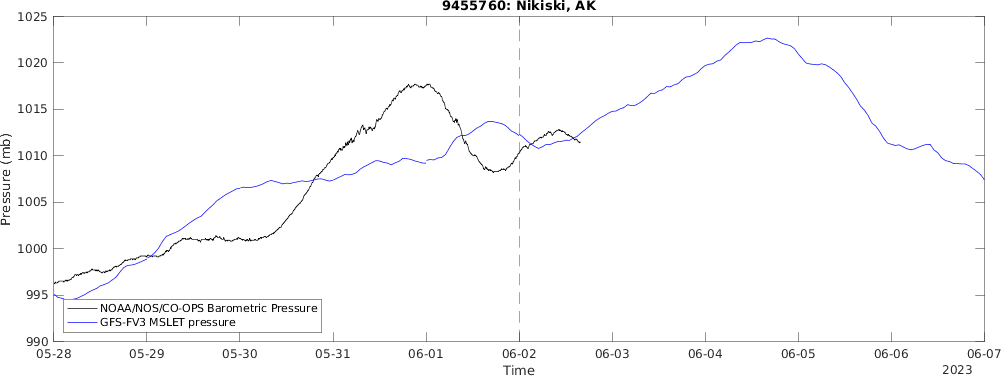 9455760: Nikiski, AK
1025
1020
1015
1010
1005
1000
995
990
Pressure (mb)
NOAA/NOS/CO-OPS Barometric Pressure
GFS-FV3 MSLET pressure
05-28 05-29 05-30 05-31 06-01 06-02 06-03 06-04 06-05 06-06 06-07
Time
2023